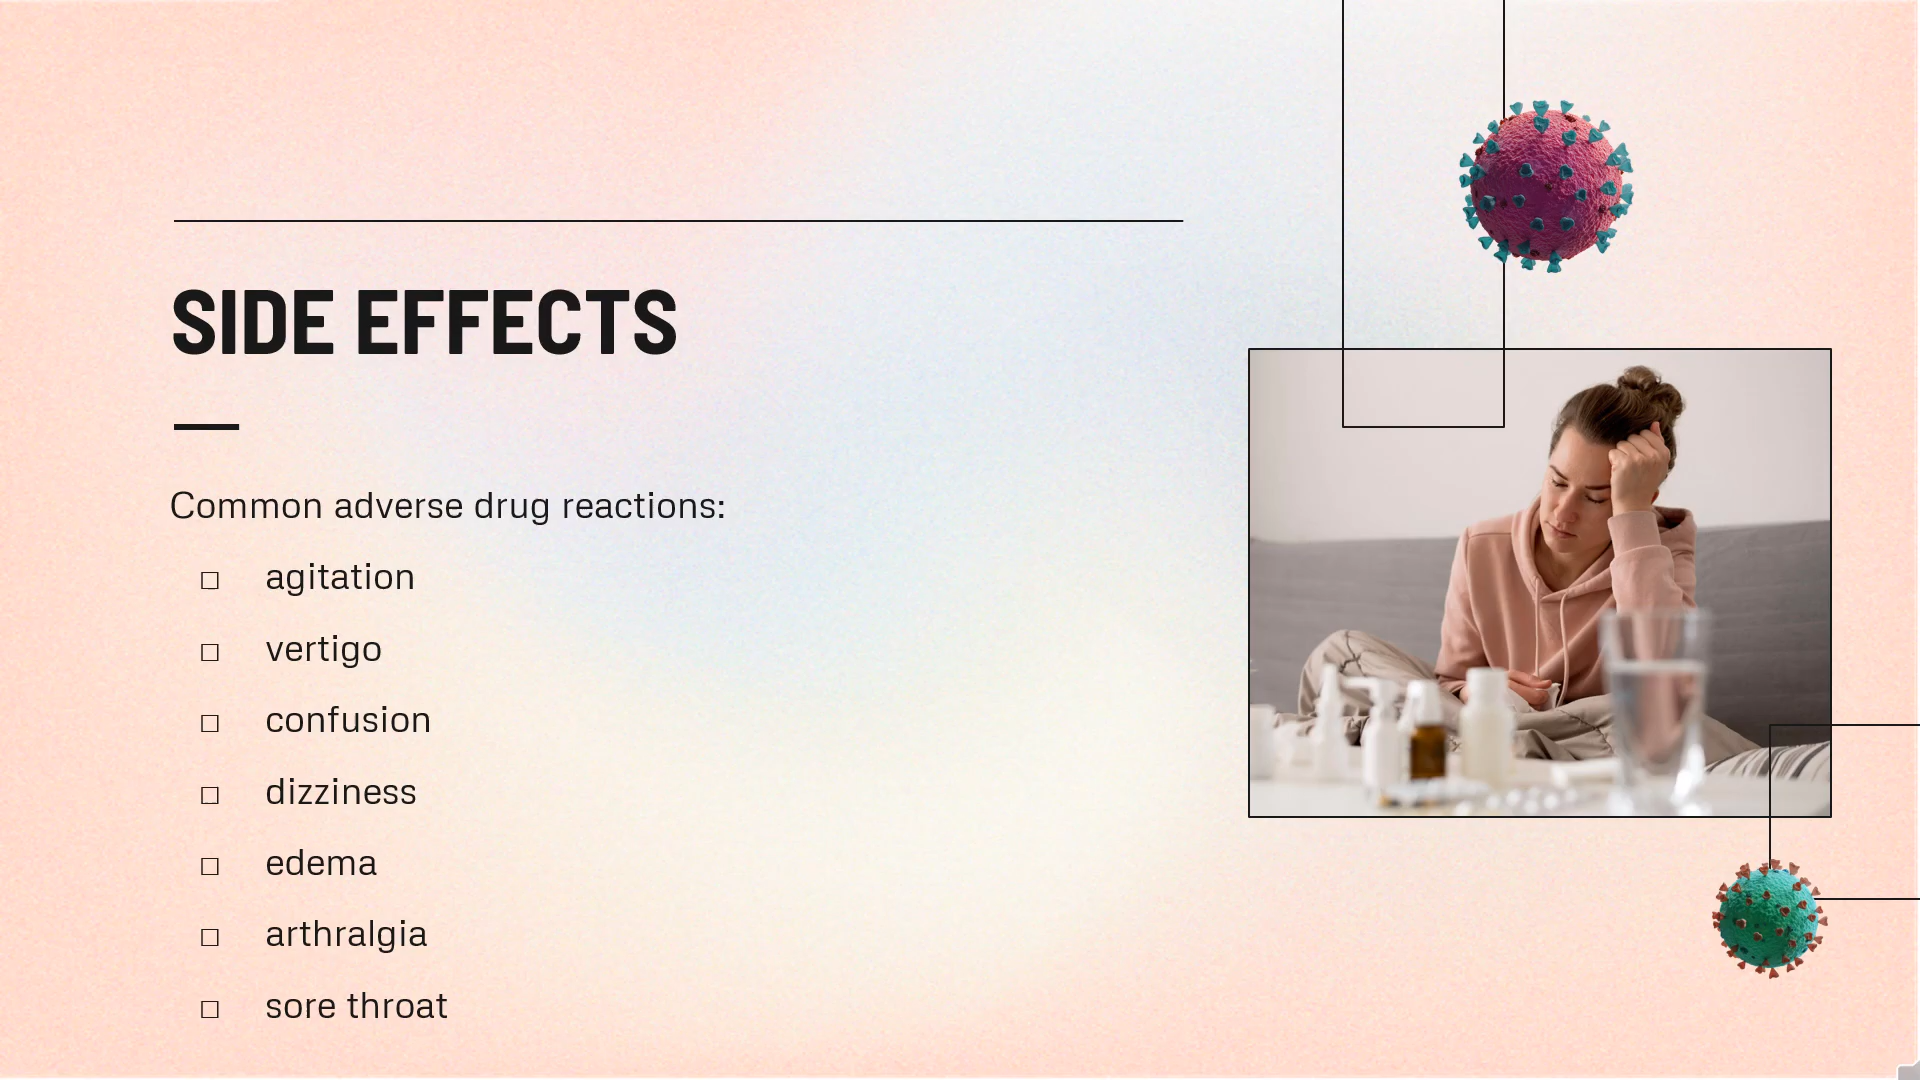 SIDE EFFECTS
Common adverse drug reactions:
□ agitation
□ vertigo
□ confusion
□ dizziness
□ edema
□ arthralgia
□ sore throat